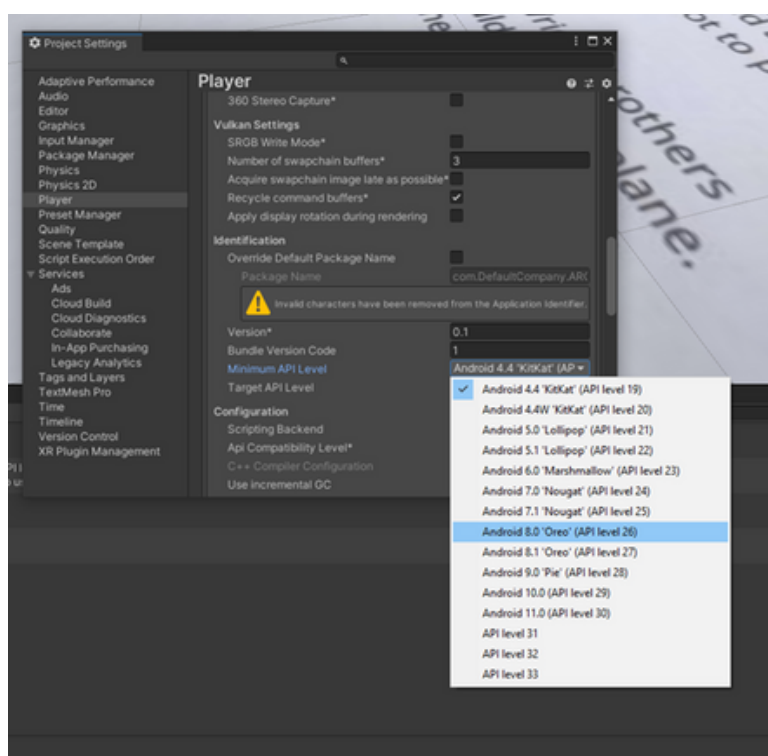 Project Settings
Adaptive Performance
Audio
Editor
Graphics
Input Manager
Package Manager
Physics
Physics 2D
Player
Preset Manager
Quality
Scene Template
Script Execution Order
Services
Ads
Cloud Build
Cloud Diagnostics
Collaborate
In-App Purchasing
Legacy Analytics
Tags and Layers
TextMesh Pro
Time
Timeline
Version Control
XR Plugin Management
Player
360 Stereo Capture*
Vulkan Settings
SRGB Write Mode*
Number of swapchain buffers* 3
Acquire swapchain image late as possible*
Recycle command buffers*
Apply display rotation during rendering
Identification
Override Default Package Name
Package Name com.DefaultCompany.ARC
Invalid characters have been removed from the Application Identifier.
Version* 0.1
Bundle Version Code 1
Minimum API Level Android 4.4 'KitKat' (AP
Target API Level
Configuration
Scripting Backend
Api Compatibility Level*
C++ Compiler Configuration
Use incremental GC
Android 4.4 'KitKat' (API level 19)
Android 4.4W 'KitKat' (API level 20)
Android 5.0 'Lollipop' (API level 21)
Android 5.1 'Lollipop' (API level 22)
Android 6.0 'Marshmallow' (API level 23)
Android 7.0 'Nougat' (API level 24)
Android 7.1 'Nougat' (API level 25)
Android 8.0 'Oreo' (API level 26)
Android 8.1 'Oreo' (API level 27)
Android 9.0 'Pie' (API level 28)
Android 10.0 (API level 29)
Android 11.0 (API level 30)
API level 31
API level 32
API level 33
others
lane.